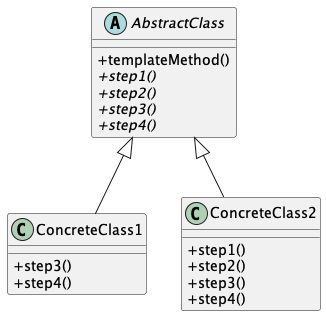 A AbstractClass
+templateMethod()
+step1()
+step2()
+step3()
+step4()
C ConcreteClass1
+step3()
+step4()
C ConcreteClass2
+step1()
+step2()
+step3()
+step4()